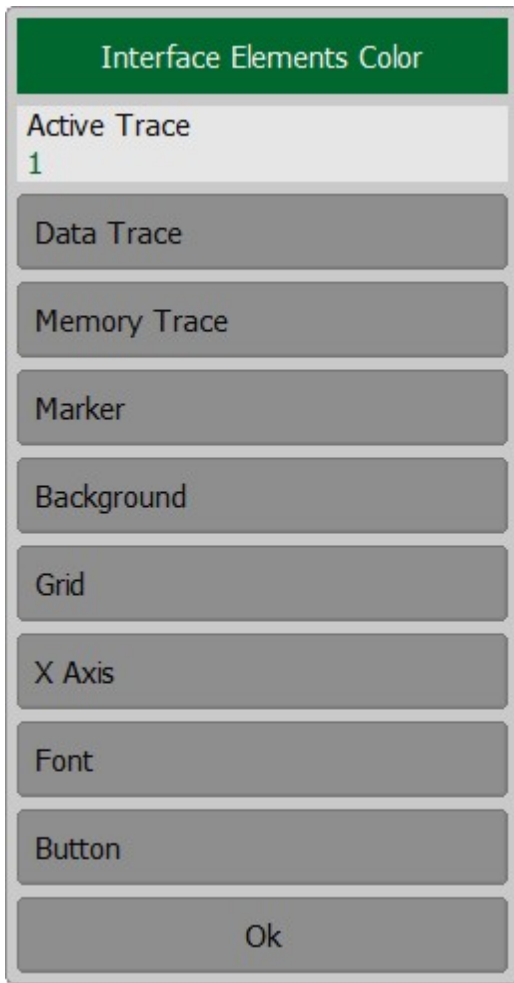 Interface Elements Color
Active Trace
1
Data Trace
Memory Trace
Marker
Background
Grid
X Axis
Font
Button
Ok